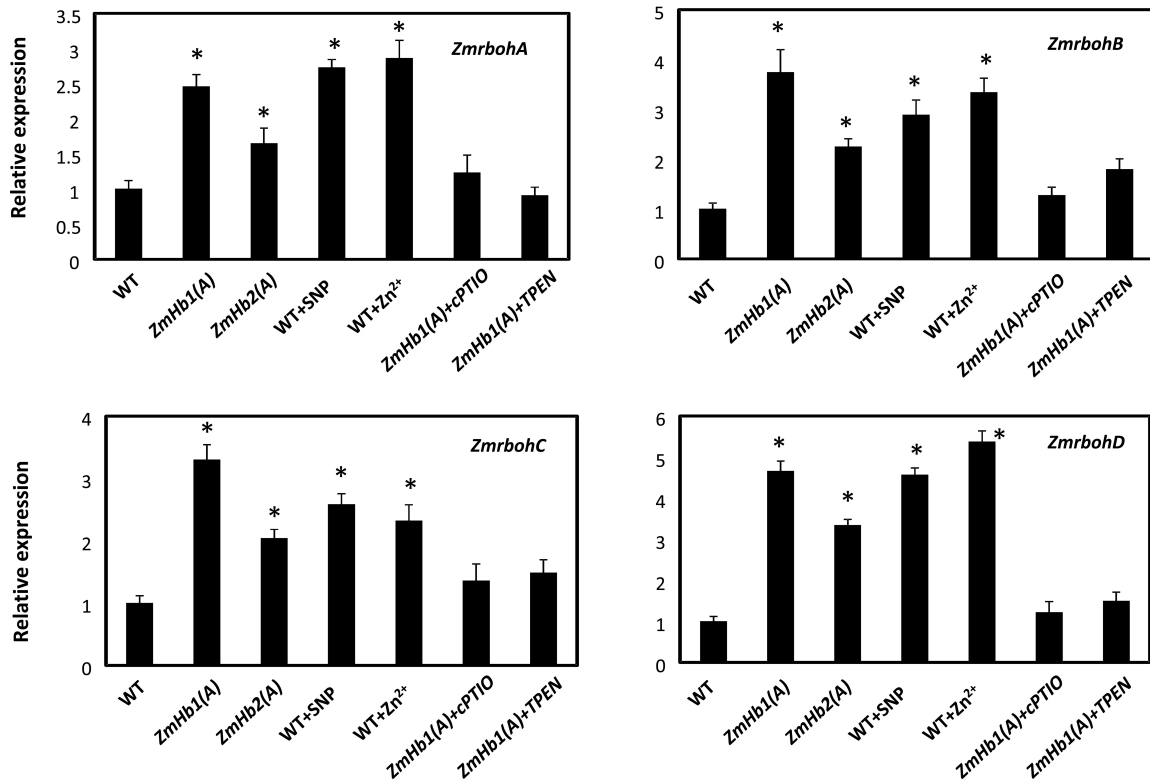 Relative expression
3.5
3
2.5
2
1.5
1
0.5
0
ZmrbohA
*
*
*
*
WT
ZmHb1(A)
ZmHb2(A)
WT+SNP
WT+Zn²⁺
ZmHb1(A)+cPTIO
ZmHb1(A)+TPEN
5
4
3
2
1
0
ZmrbohB
*
*
*
*
WT
ZmHb1(A)
ZmHb2(A)
WT+SNP
WT+Zn²⁺
ZmHb1(A)+cPTIO
ZmHb1(A)+TPEN
Relative expression
4
3
2
1
0
ZmrbohC
*
*
*
*
WT
ZmHb1(A)
ZmHb2(A)
WT+SNP
WT+Zn²⁺
ZmHb1(A)+cPTIO
ZmHb1(A)+TPEN
6
5
4
3
2
1
0
ZmrbohD
*
*
*
*
WT
ZmHb1(A)
ZmHb2(A)
WT+SNP
WT+Zn²⁺
ZmHb1(A)+cPTIO
ZmHb1(A)+TPEN